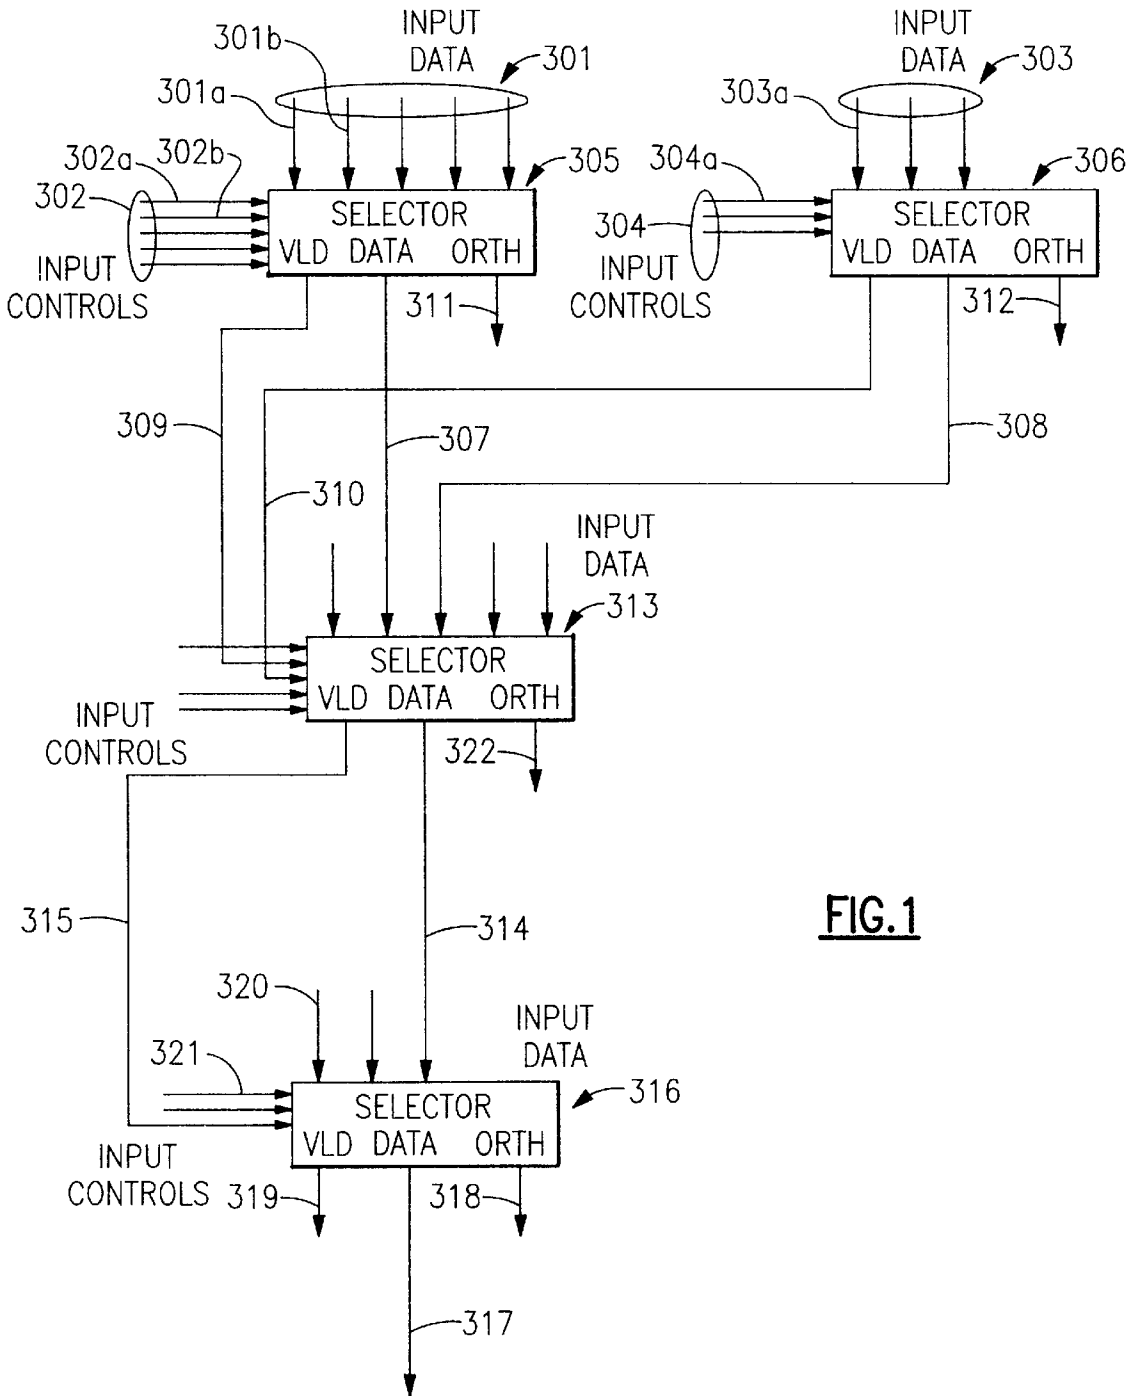 INPUT
DATA
301b
301
301a
INPUT
DATA
303
303a
302a
302b
302
305
304a
306
304
SELECTOR
VLD DATA ORTH
SELECTOR
VLD DATA ORTH
INPUT
CONTROLS
311
INPUT
CONTROLS
312
309
307
308
310
INPUT
DATA
313
SELECTOR
VLD DATA ORTH
INPUT
CONTROLS
322
315
314
FIG.1
320
INPUT
DATA
321
316
SELECTOR
VLD DATA ORTH
INPUT
CONTROLS
319
318
317